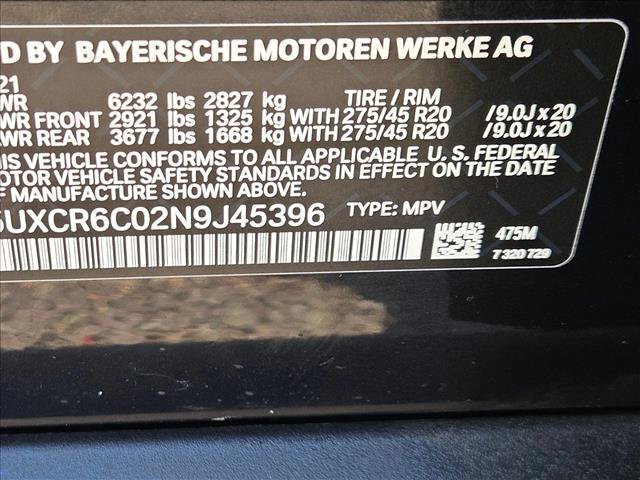 D BY BAYERISCHE MOTOREN WERKE AG
21
WR 6232 lbs 2827 kg TIRE / RIM
WR FRONT 2921 lbs 1325 kg WITH 275/45 R20 /9.0J x 20
WR REAR 3677 lbs 1668 kg WITH 275/45 R20 /9.0J x 20
HIS VEHICLE CONFORMS TO ALL APPLICABLE U. S. FEDERAL
OTOR VEHICLE SAFETY STANDARDS IN EFFECT ON THE DATE
F MANUFACTURE SHOWN ABOVE.
5UXCR6C02N9J45396 TYPE: MPV
475M
7 320 729